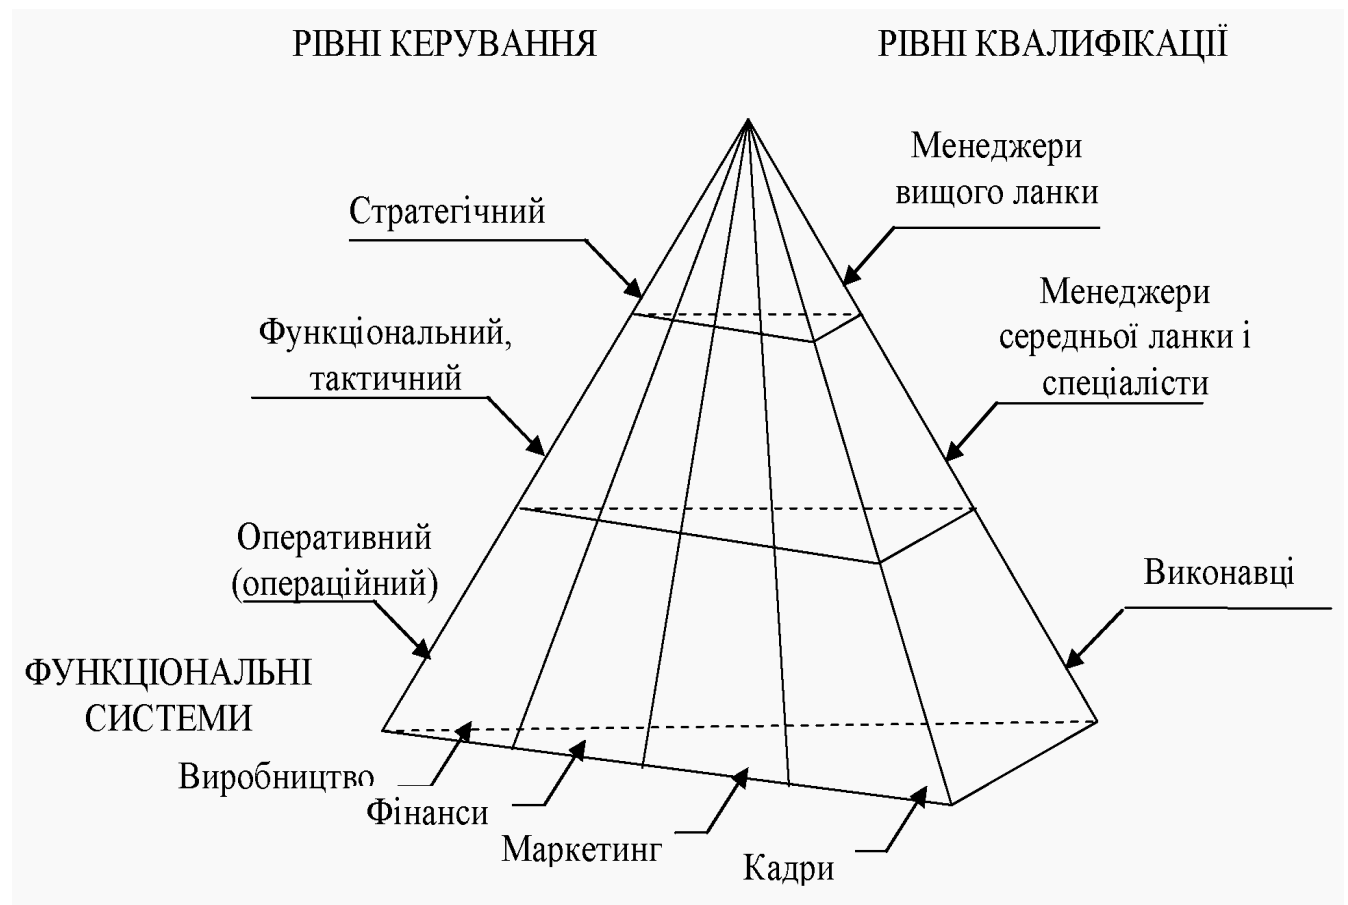 РІВНІ КЕРУВАННЯ
РІВНІ КВАЛИФІКАЦІЇ
Менеджери
вищого ланки
Стратегічний
Менеджери
середньої ланки і
спеціалісти
Функціональний,
тактичний
Оперативний
(операційний)
Виконавці
ФУНКЦІОНАЛЬНІ
СИСТЕМИ
Виробництво
Фінанси
Маркетинг
Кадри